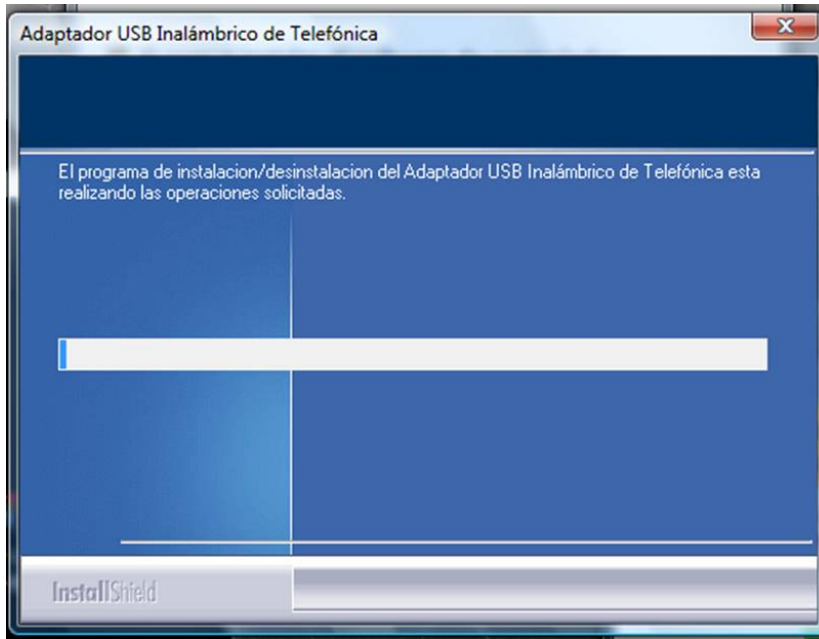 Adaptador USB Inalámbrico de Telefónica
El programa de instalacion/desinstalacion del Adaptador USB Inalámbrico de Telefónica esta
realizando las operaciones solicitadas.
InstallShield